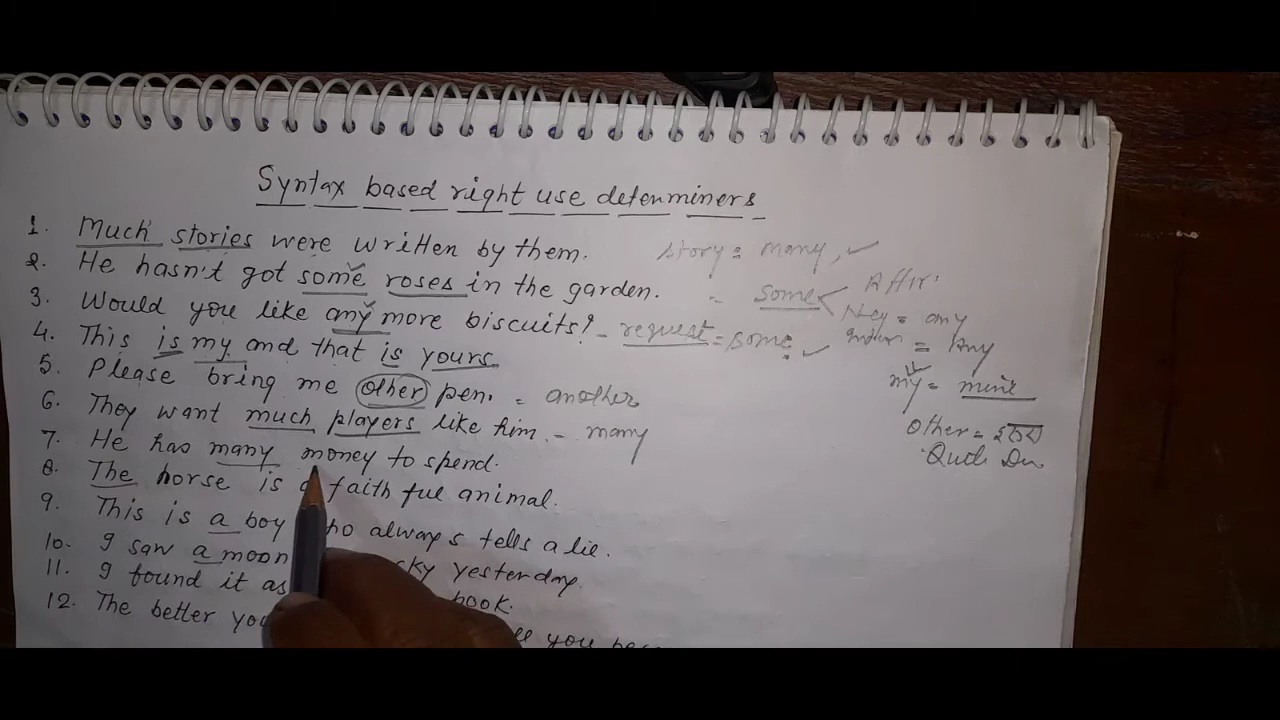 Syntax based right use determiners
1. Much stories were written by them. story = many,
2. He hasn't got some roses in the garden. - some < Affir.
3. Would you like any more biscuits? - request = some. Neg = any
4. This is my and that is yours. = Any
my = mine
5. Please bring me other pen. = another
other =
6. They want much players like him. - many
7. He has many money to spend.
8. The horse is a faith ful animal.
9. This is a boy who always tells a lie.
10. I saw a moon sky yesterday.
11. I found it as book.
12. The better you you